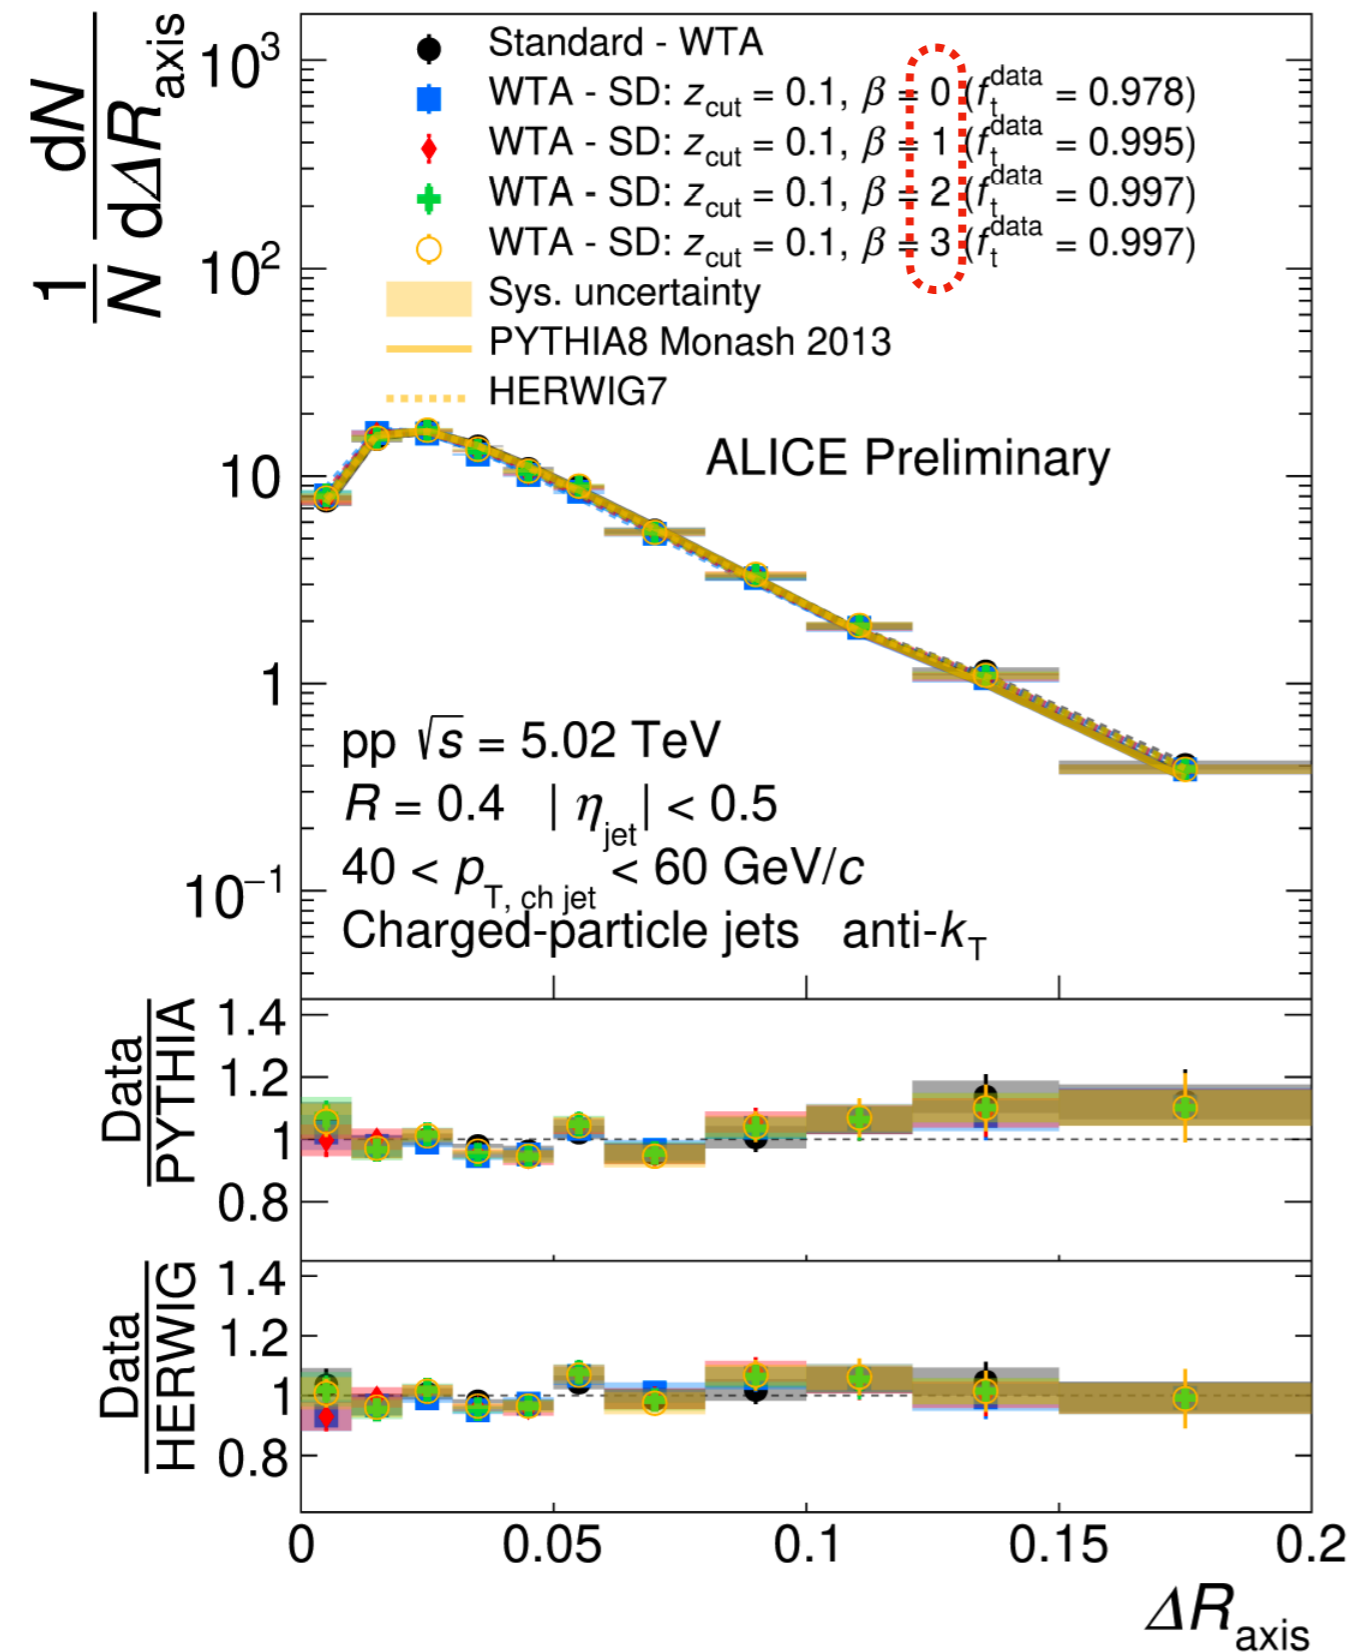 1/N dN/dΔR_axis
10³
10²
10
1
10⁻¹
Standard - WTA
WTA - SD: z_cut = 0.1, β = 0 (f_t^data = 0.978)
WTA - SD: z_cut = 0.1, β = 1 (f_t^data = 0.995)
WTA - SD: z_cut = 0.1, β = 2 (f_t^data = 0.997)
WTA - SD: z_cut = 0.1, β = 3 (f_t^data = 0.997)
Sys. uncertainty
PYTHIA8 Monash 2013
HERWIG7
ALICE Preliminary
pp √s = 5.02 TeV
R = 0.4 | η_jet| < 0.5
40 < p_T, ch jet < 60 GeV/c
Charged-particle jets anti-k_T
Data
PYTHIA
1.4
1.2
1
0.8
Data
HERWIG
1.4
1.2
1
0.8
0 0.05 0.1 0.15 0.2
ΔR_axis